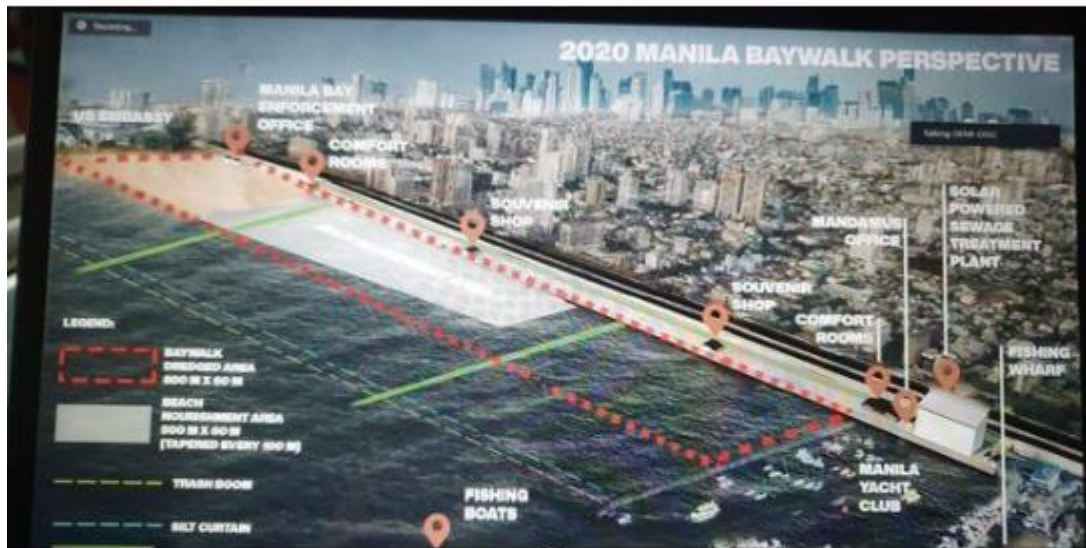 Recording...
2020 MANILA BAYWALK PERSPECTIVE
US EMBASSY
MANILA BAY
ENFORCEMENT
OFFICE
COMFORT
ROOMS
SOUVENIR
SHOP
SOUVENIR
SHOP
COMFORT
ROOMS
MANDAMUS
OFFICE
SOLAR
POWERED
SEWAGE
TREATMENT
PLANT
FISHING
WHARF
MANILA
YACHT
CLUB
FISHING
BOATS
LEGEND:
BAYWALK
DREDGED AREA
800 M X 60 M
BEACH
NOURISHMENT AREA
500 M X 60 M
(TAPERED EVERY 100 M)
TRASH BOOM
SILT CURTAIN